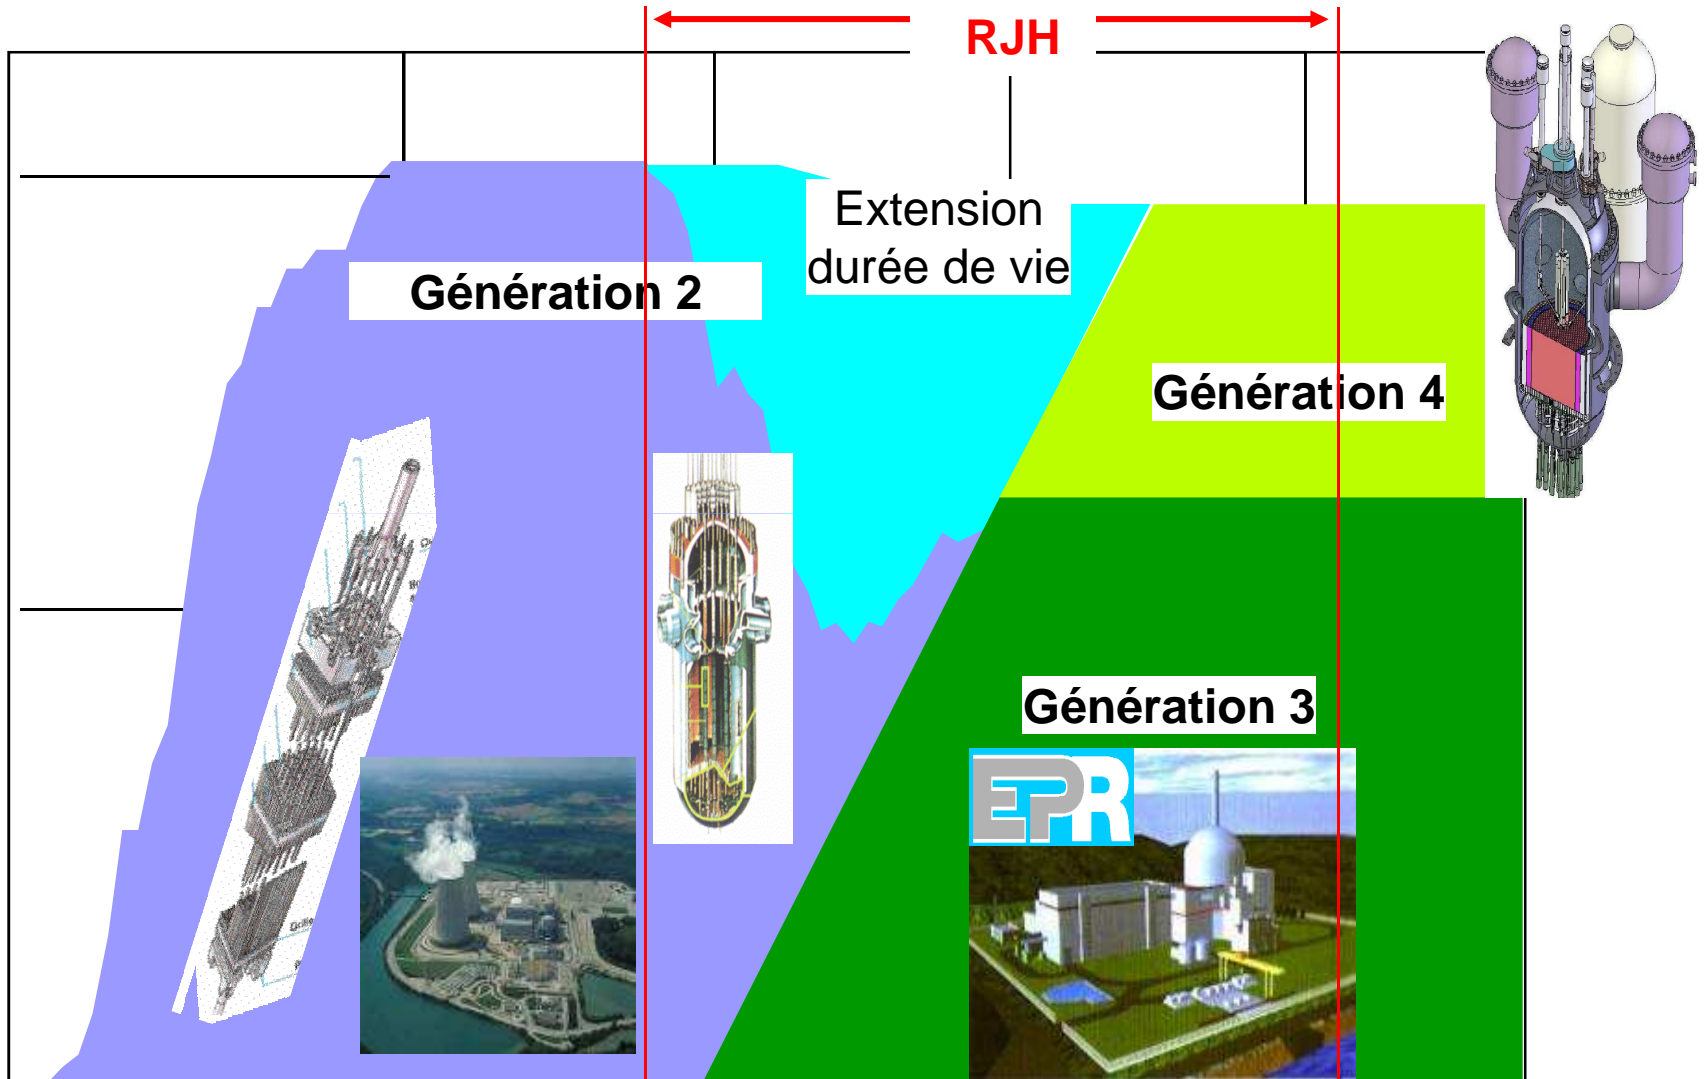 RJH
Extension
durée de vie
Génération 2
Génération 4
Génération 3
EPR